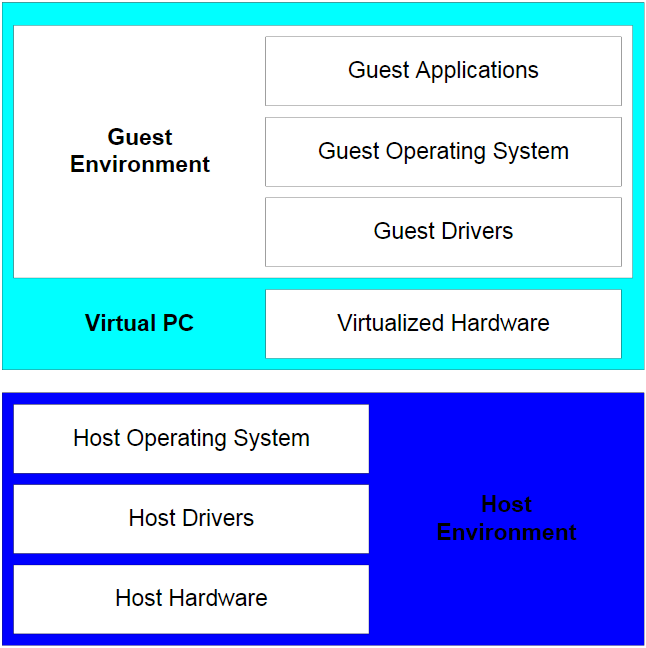 Guest Applications
Guest
Environment
Guest Operating System
Guest Drivers
Virtual PC
Virtualized Hardware
Host Operating System
Host Drivers
Host
Environment
Host Hardware